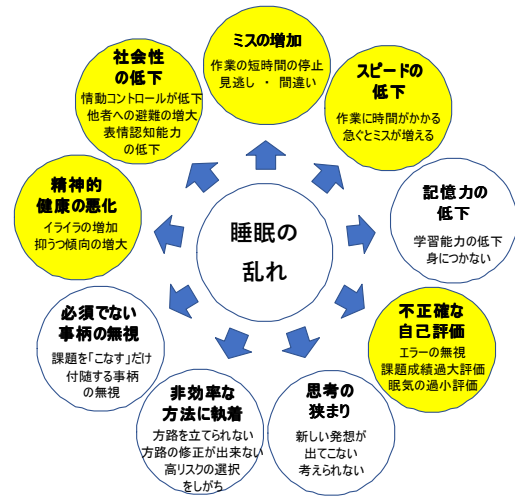 ミスの増加
作業の短時間の停止
見逃し ・ 間違い
スピードの
低下
作業に時間がかかる
急ぐとミスが増える
記憶力の
低下
学習能力の低下
身につかない
不正確な
自己評価
エラーの無視
課題成績過大評価
眠気の過小評価
思考の
狭まり
新しい発想が
出てこない
考えられない
非効率な
方法に執着
方路を立てられない
方路の修正が出来ない
高リスクの選択
をしがち
必須でない
事柄の無視
課題を「こなす」だけ
付随する事柄
の無視
精神的
健康の悪化
イライラの増加
抑うつ傾向の増大
社会性
の低下
情動コントロールが低下
他者への避難の増大
表情認知能力
の低下
睡眠の
乱れ